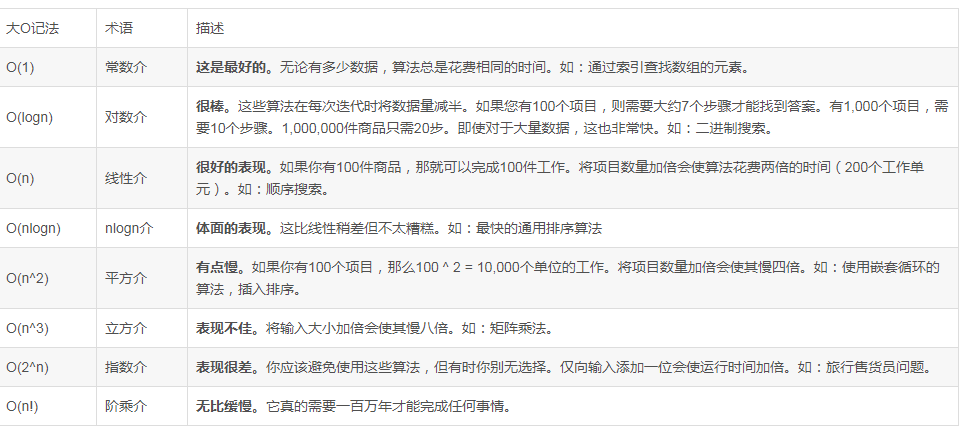 大O记法 术语 描述
O(1) 常数介 这是最好的。无论有多少数据，算法总是花费相同的时间。如：通过索引查找数组的元素。
O(logn) 对数介 很棒。这些算法在每次迭代时将数据量减半。如果您有100个项目，则需要大约7个步骤才能找到答案。有1,000个项目，需
要10个步骤。1,000,000件商品只需20步。即使对于大量数据，这也非常快。如：二进制搜索。
O(n) 线性介 很好的表现。如果你有100件商品，那就可以完成100件工作。将项目数量加倍会使算法花费两倍的时间（200个工作单
元）。如：顺序搜索。
O(nlogn) nlogn介 体面的表现。这比线性稍差但不太糟糕。如：最快的通用排序算法
O(n^2) 平方介 有点慢。如果你有100个项目，那么100 ^ 2 = 10,000个单位的工作。将项目数量加倍会使其慢四倍。如：使用嵌套循环的
算法，插入排序。
O(n^3) 立方介 表现不佳。将输入大小加倍会使其慢八倍。如：矩阵乘法。
O(2^n) 指数介 表现很差。你应该避免使用这些算法，但有时你别无选择。仅向输入添加一位会使运行时间加倍。如：旅行售货员问题。
O(n!) 阶乘介 无比缓慢。它真的需要一百万年才能完成任何事情。